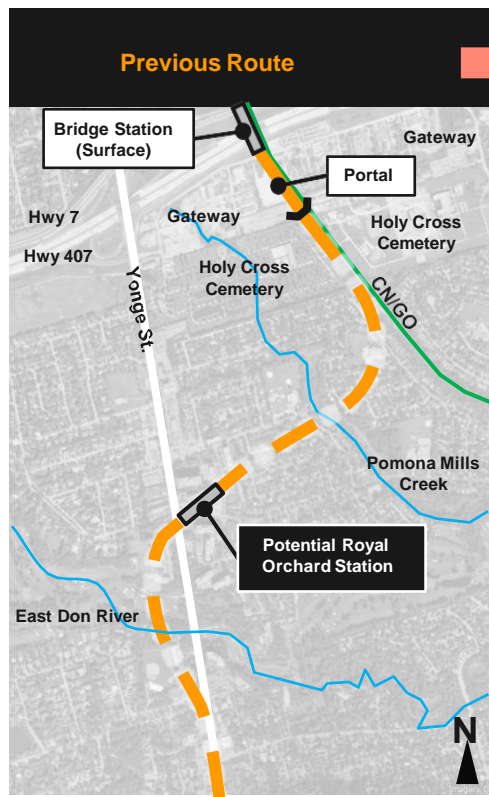 Previous Route
Bridge Station
(Surface)
Gateway
Portal
Hwy 7
Gateway
Holy Cross
Cemetery
Hwy 407
Holy Cross
Cemetery
Yonge St.
CN/GO
Pomona Mills
Creek
Potential Royal
Orchard Station
East Don River
N